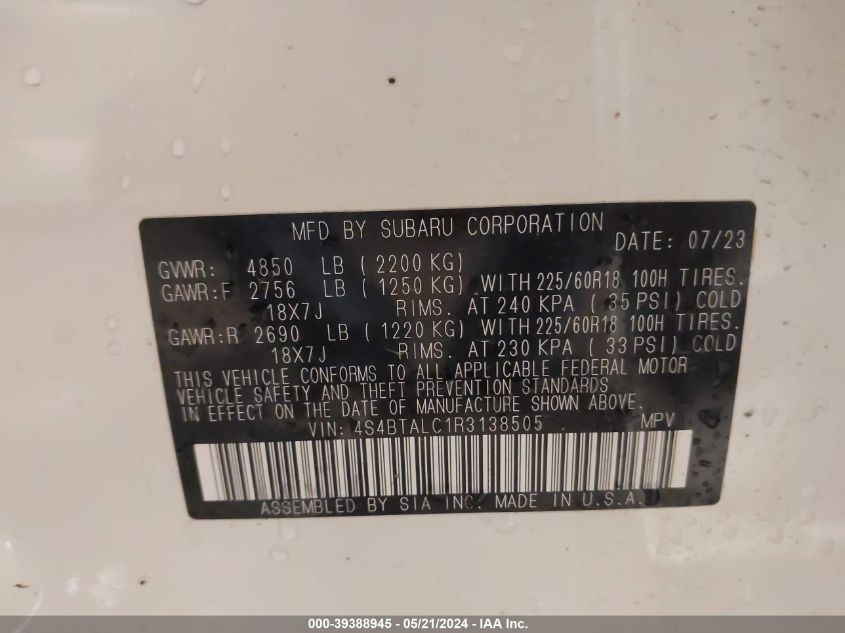 MFD BY SUBARU CORPORATION DATE: 07/23
GVWR: 4850 LB ( 2200 KG)
GAWR:F 2756 LB ( 1250 KG) WITH 225/60R18 100H TIRES.
18X7J RIMS. AT 240 KPA ( 35 PSI) COLD
GAWR:R 2690 LB ( 1220 KG) WITH 225/60R18 100H TIRES.
18X7J RIMS. AT 230 KPA ( 33 PSI) COLD
THIS VEHICLE CONFORMS TO ALL APPLICABLE FEDERAL MOTOR
VEHICLE SAFETY AND THEFT PREVENTION STANDARDS
IN EFFECT ON THE DATE OF MANUFACTURE SHOWN ABOVE.
VIN: 4S4BTALC1R3138505 MPV
ASSEMBLED BY SIA INC. MADE IN U.S.A.
000-39388945 - 05/21/2024 - IAA Inc.